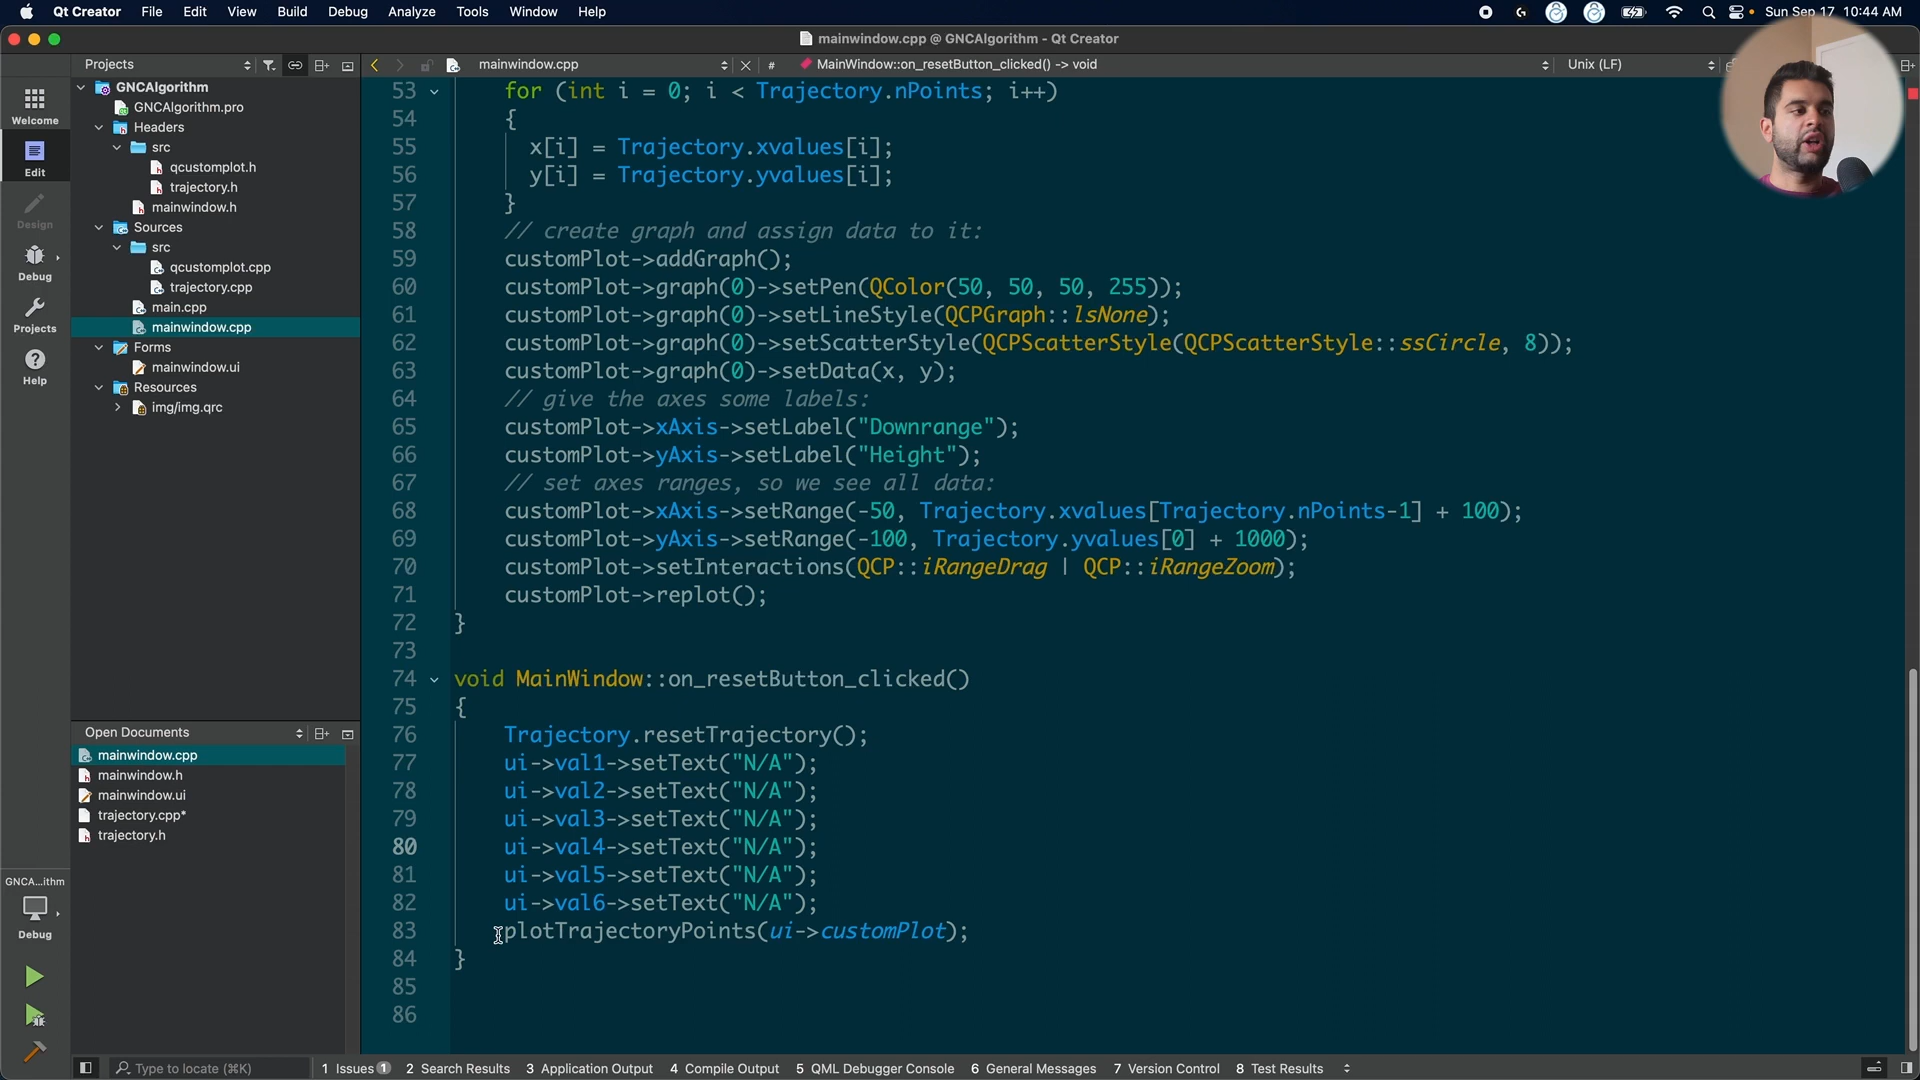 Qt Creator File Edit View Build Debug Analyze Tools Window Help Sun Sep 17 10:44 AM
mainwindow.cpp @ GNCAlgorithm - Qt Creator
Projects
mainwindow.cpp
#
MainWindow::on_resetButton_clicked() -> void
Unix (LF)
Welcome
Edit
Design
Debug
Projects
Help
GNCAlgorithm
GNCAlgorithm.pro
Headers
src
qcustomplot.h
trajectory.h
mainwindow.h
Sources
src
qcustomplot.cpp
trajectory.cpp
main.cpp
mainwindow.cpp
Forms
mainwindow.ui
Resources
img/img.qrc
Open Documents
mainwindow.cpp
mainwindow.h
mainwindow.ui
trajectory.cpp*
trajectory.h
GNCA...ithm
Debug
53 for (int i = 0; i < Trajectory.nPoints; i++)
54 {
55 x[i] = Trajectory.xvalues[i];
56 y[i] = Trajectory.yvalues[i];
57 }
58 // create graph and assign data to it:
59 customPlot->addGraph();
60 customPlot->graph(0)->setPen(QColor(50, 50, 50, 255));
61 customPlot->graph(0)->setLineStyle(QCPGraph::lsNone);
62 customPlot->graph(0)->setScatterStyle(QCPScatterStyle(QCPScatterStyle::ssCircle, 8));
63 customPlot->graph(0)->setData(x, y);
64 // give the axes some labels:
65 customPlot->xAxis->setLabel("Downrange");
66 customPlot->yAxis->setLabel("Height");
67 // set axes ranges, so we see all data:
68 customPlot->xAxis->setRange(-50, Trajectory.xvalues[Trajectory.nPoints-1] + 100);
69 customPlot->yAxis->setRange(-100, Trajectory.yvalues[0] + 1000);
70 customPlot->setInteractions(QCP::iRangeDrag | QCP::iRangeZoom);
71 customPlot->replot();
72 }
73
74 void MainWindow::on_resetButton_clicked()
75 {
76 Trajectory.resetTrajectory();
77 ui->val1->setText("N/A");
78 ui->val2->setText("N/A");
79 ui->val3->setText("N/A");
80 ui->val4->setText("N/A");
81 ui->val5->setText("N/A");
82 ui->val6->setText("N/A");
83 plotTrajectoryPoints(ui->customPlot);
84 }
85
86
Type to locate (⌘K)
1 Issues 1 2 Search Results 3 Application Output 4 Compile Output 5 QML Debugger Console 6 General Messages 7 Version Control 8 Test Results